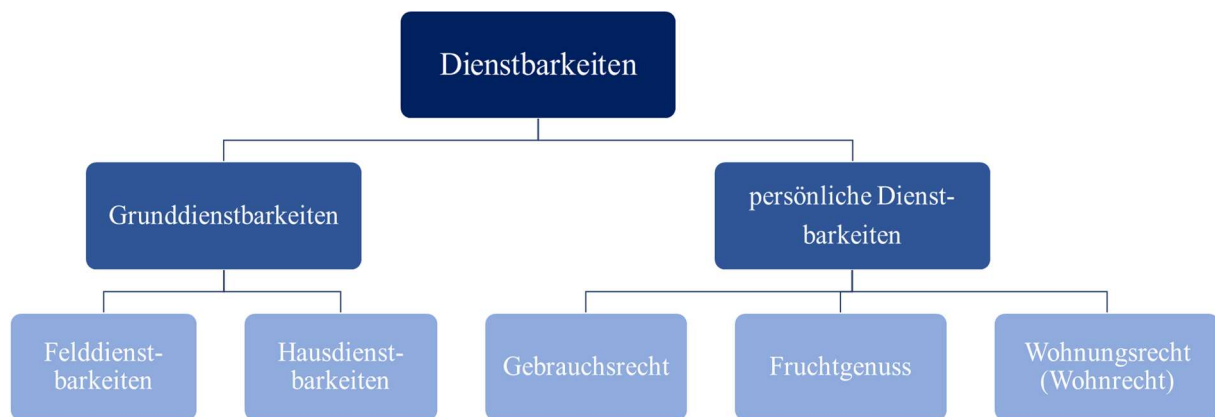 Dienstbarkeiten
Grunddienstbarkeiten
persönliche Dienst-
barkeiten
Felddienst-
barkeiten
Hausdienst-
barkeiten
Gebrauchsrecht
Fruchtgenuss
Wohnungsrecht
(Wohnrecht)